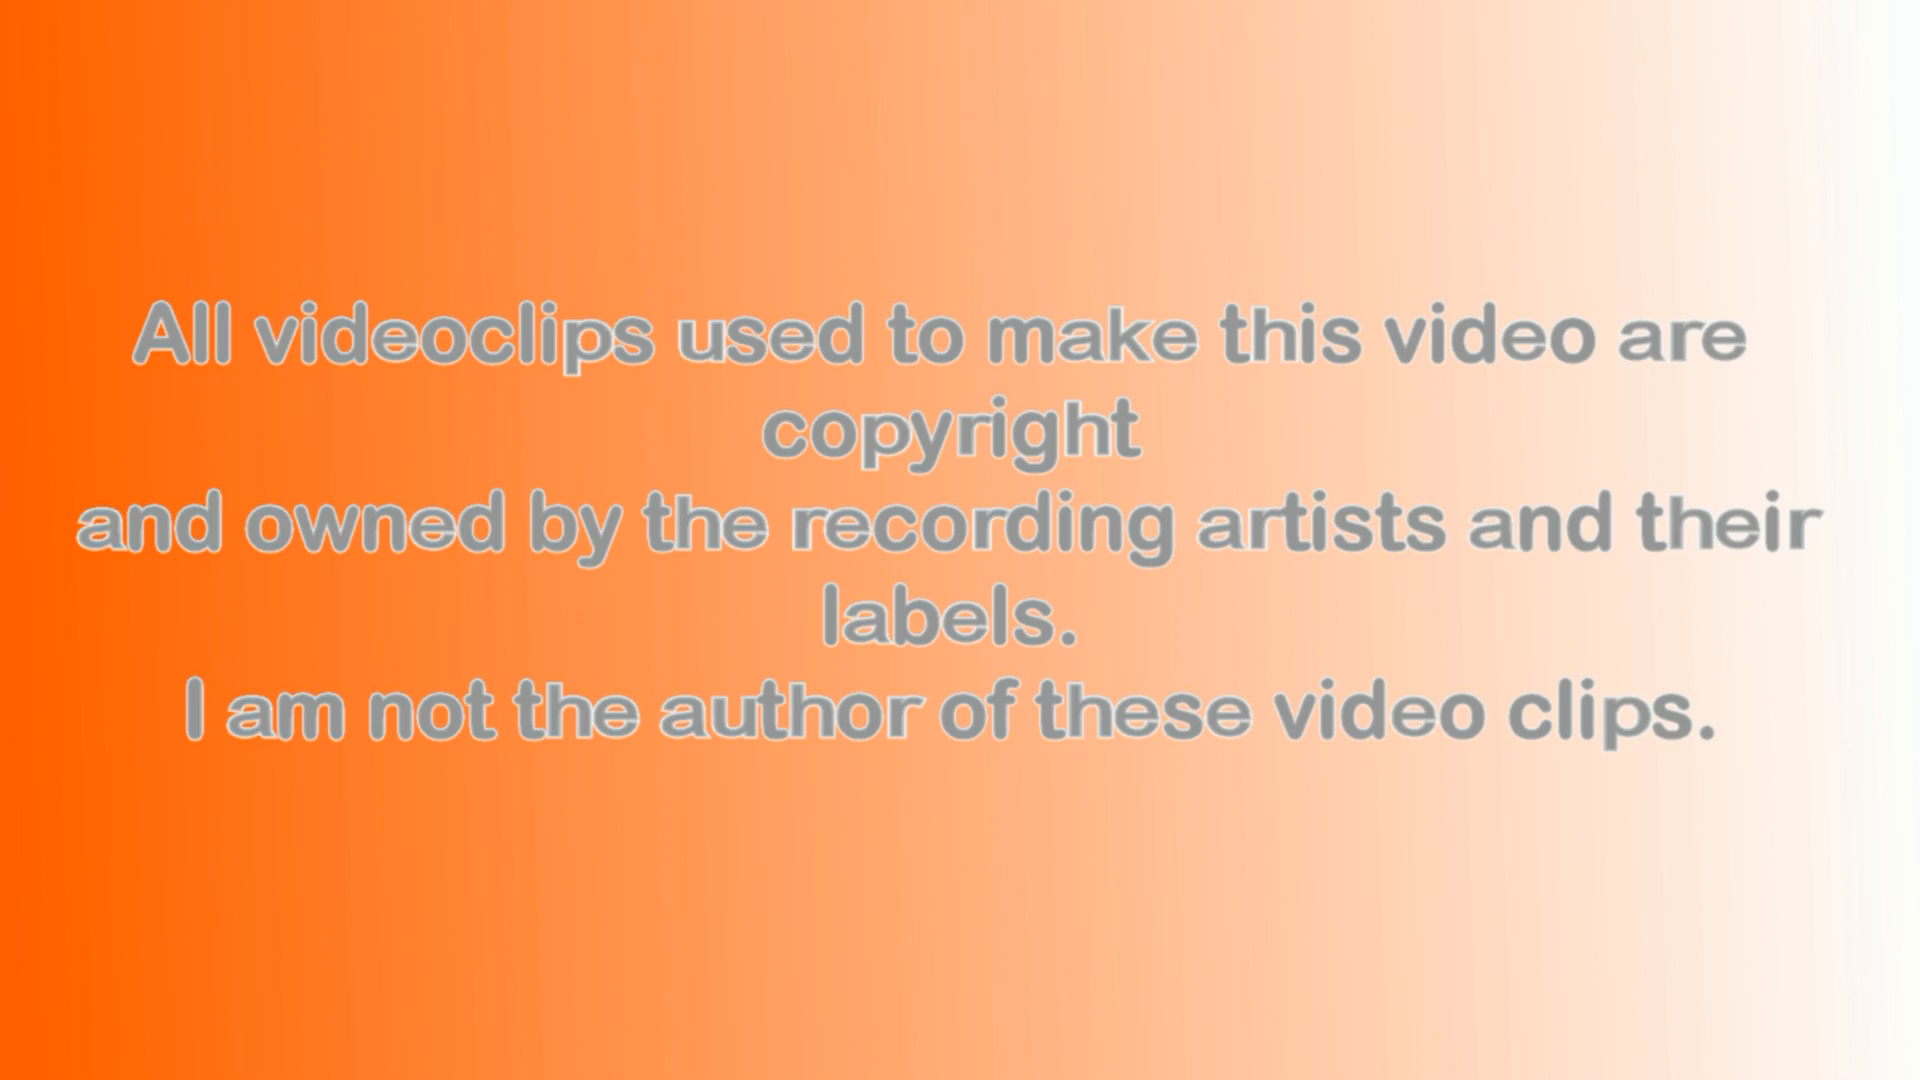 All videoclips used to make this video are
copyright
and owned by the recording artists and their
labels.
I am not the author of these video clips.